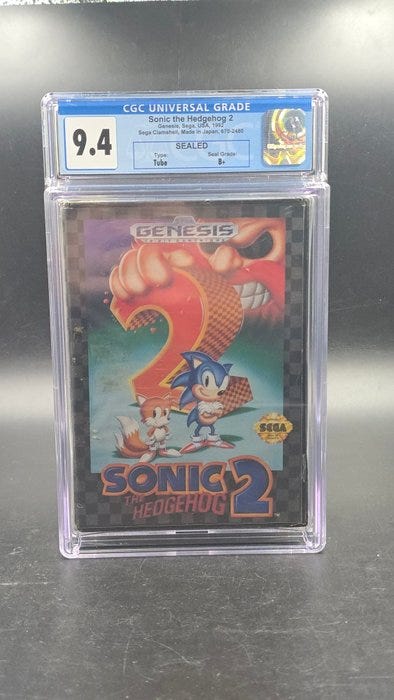 CGC UNIVERSAL GRADE
9.4
Sonic the Hedgehog 2
Genesis, Sega, USA, 1992
Sega Clamshell, Made in Japan, 670-2480
SEALED
Type: Seal Grade:
Tube B+
GENESIS
2
SEGA
SONIC
THE
HEDGEHOG 2